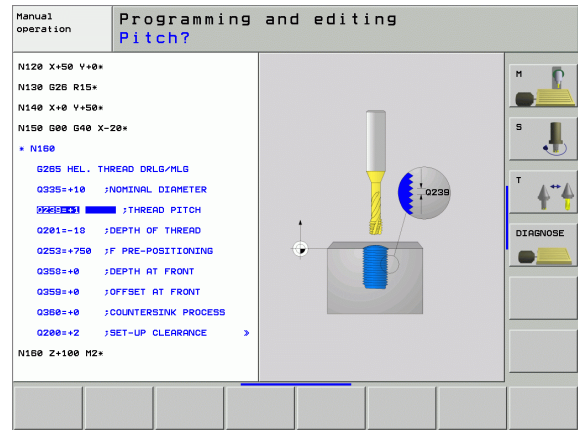 Manual
operation
Programming and editing
Pitch?
N120 X+50 Y+0*
N130 G26 R15*
N140 X+0 Y+50*
N150 G00 G40 X-20*
* N160
G265 HEL. THREAD DRLG/MLG
Q335=+10 ;NOMINAL DIAMETER
Q239=+1 ;THREAD PITCH
Q201=-18 ;DEPTH OF THREAD
Q253=+750 ;F PRE-POSITIONING
Q358=+0 ;DEPTH AT FRONT
Q359=+0 ;OFFSET AT FRONT
Q360=+0 ;COUNTERSINK PROCESS
Q200=+2 ;SET-UP CLEARANCE »
N180 Z+100 M2*
Q239
M
S
T
DIAGNOSE